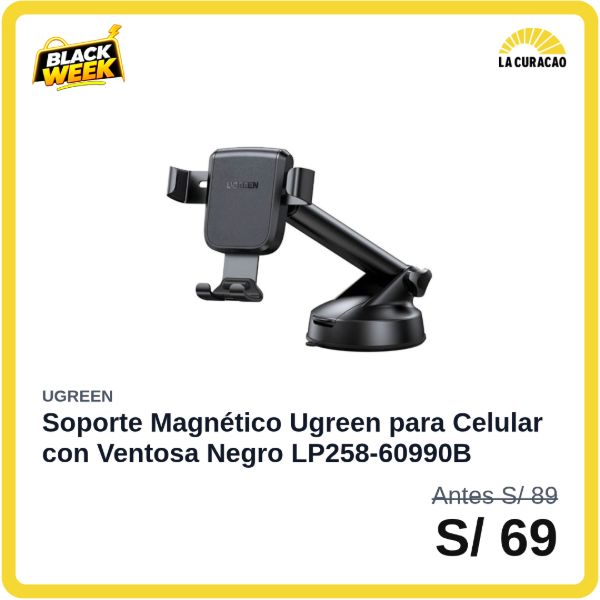 BLACK
WEEK
LA CURACAO
UGREEN
UGREEN
Soporte Magnético Ugreen para Celular
con Ventosa Negro LP258-60990B
Antes S/ 89
S/ 69